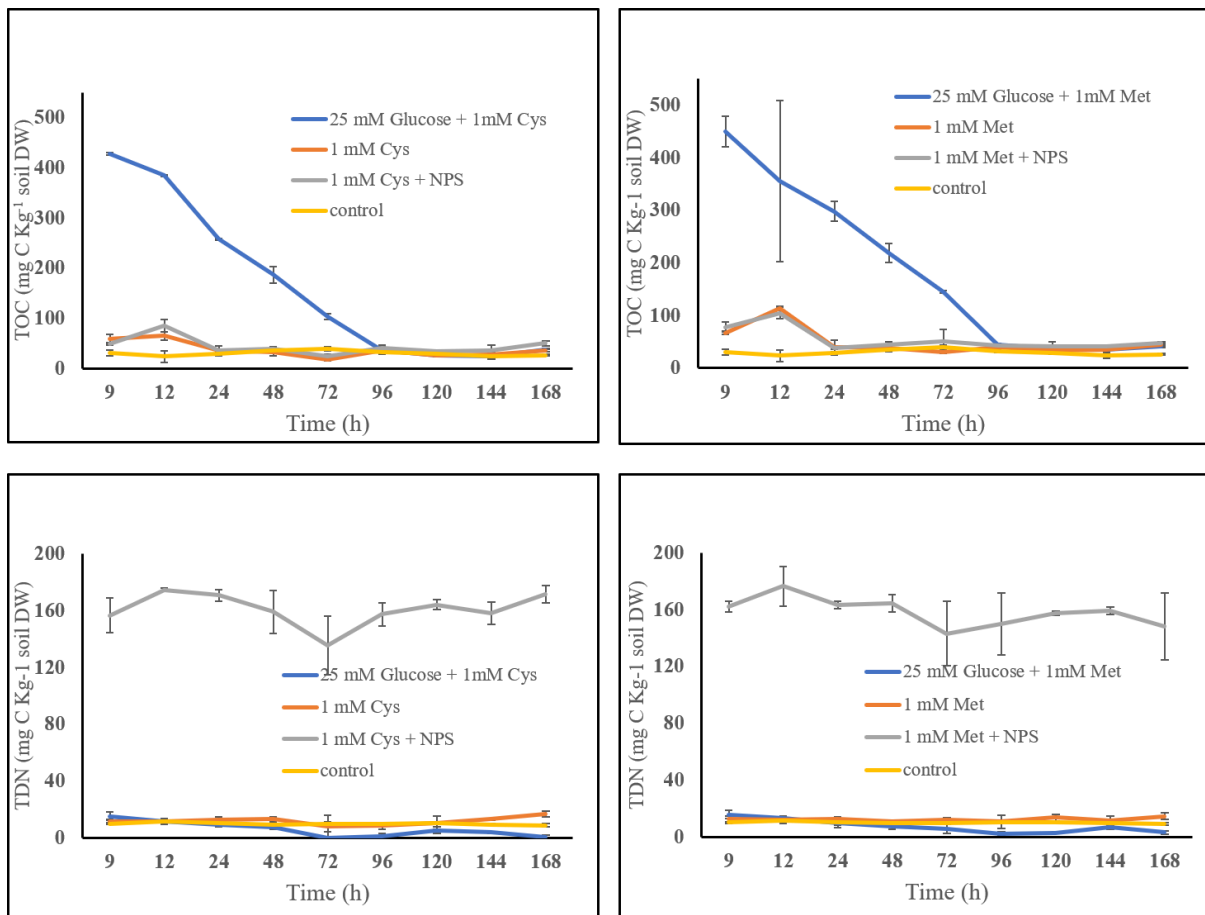 TOC (mg C Kg⁻¹ soil DW)
500
400
300
200
100
0
25 mM Glucose + 1mM Cys
1 mM Cys
1 mM Cys + NPS
control
9 12 24 48 72 96 120 144 168
Time (h)
TOC (mg C Kg-1 soil DW)
500
400
300
200
100
0
25 mM Glucose + 1mM Met
1 mM Met
1 mM Met + NPS
control
9 12 24 48 72 96 120 144 168
Time (h)
TDN (mg C Kg-1 soil DW)
200
160
120
80
40
0
25 mM Glucose + 1mM Cys
1 mM Cys
1 mM Cys + NPS
control
9 12 24 48 72 96 120 144 168
Time (h)
TDN (mg C Kg-1 soil DW)
200
160
120
80
40
0
25 mM Glucose + 1mM Met
1 mM Met
1 mM Met + NPS
control
9 12 24 48 72 96 120 144 168
Time (h)